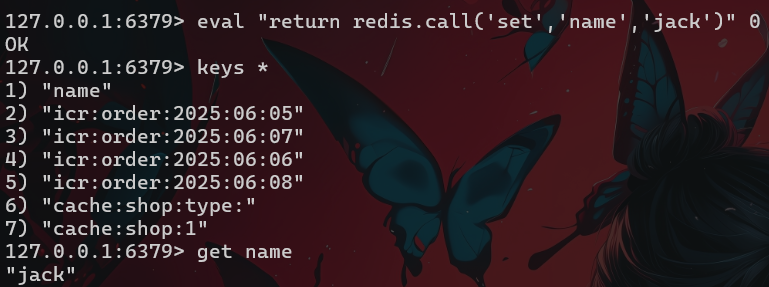 127.0.0.1:6379> eval "return redis.call('set','name','jack')" 0
OK
127.0.0.1:6379> keys *
1) "name"
2) "icr:order:2025:06:05"
3) "icr:order:2025:06:07"
4) "icr:order:2025:06:06"
5) "icr:order:2025:06:08"
6) "cache:shop:type:"
7) "cache:shop:1"
127.0.0.1:6379> get name
"jack"